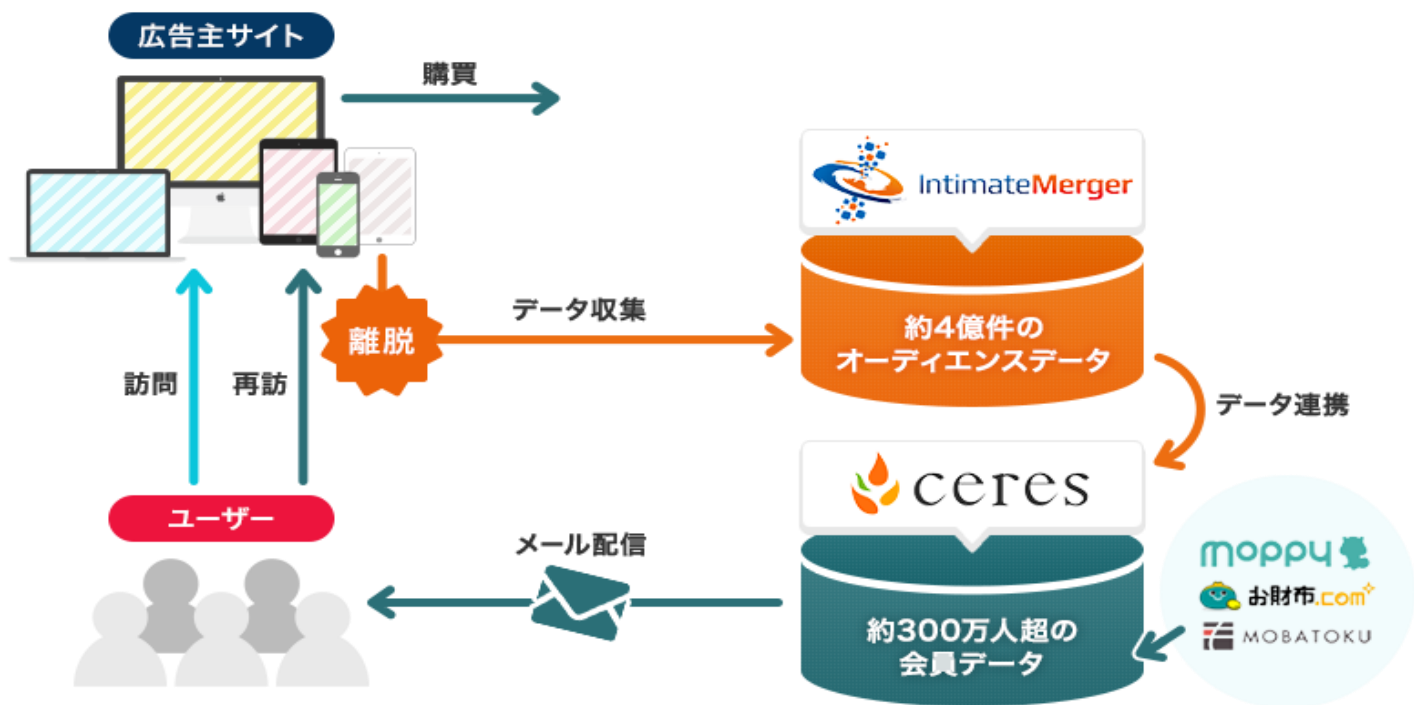 広告主サイト
購買
IntimateMerger
約4億件の
オーディエンスデータ
離脱
データ収集
訪問
再訪
データ連携
ceres
約300万人超の
会員データ
moppy
お財布.com
MOBATOKU
メール配信
ユーザー